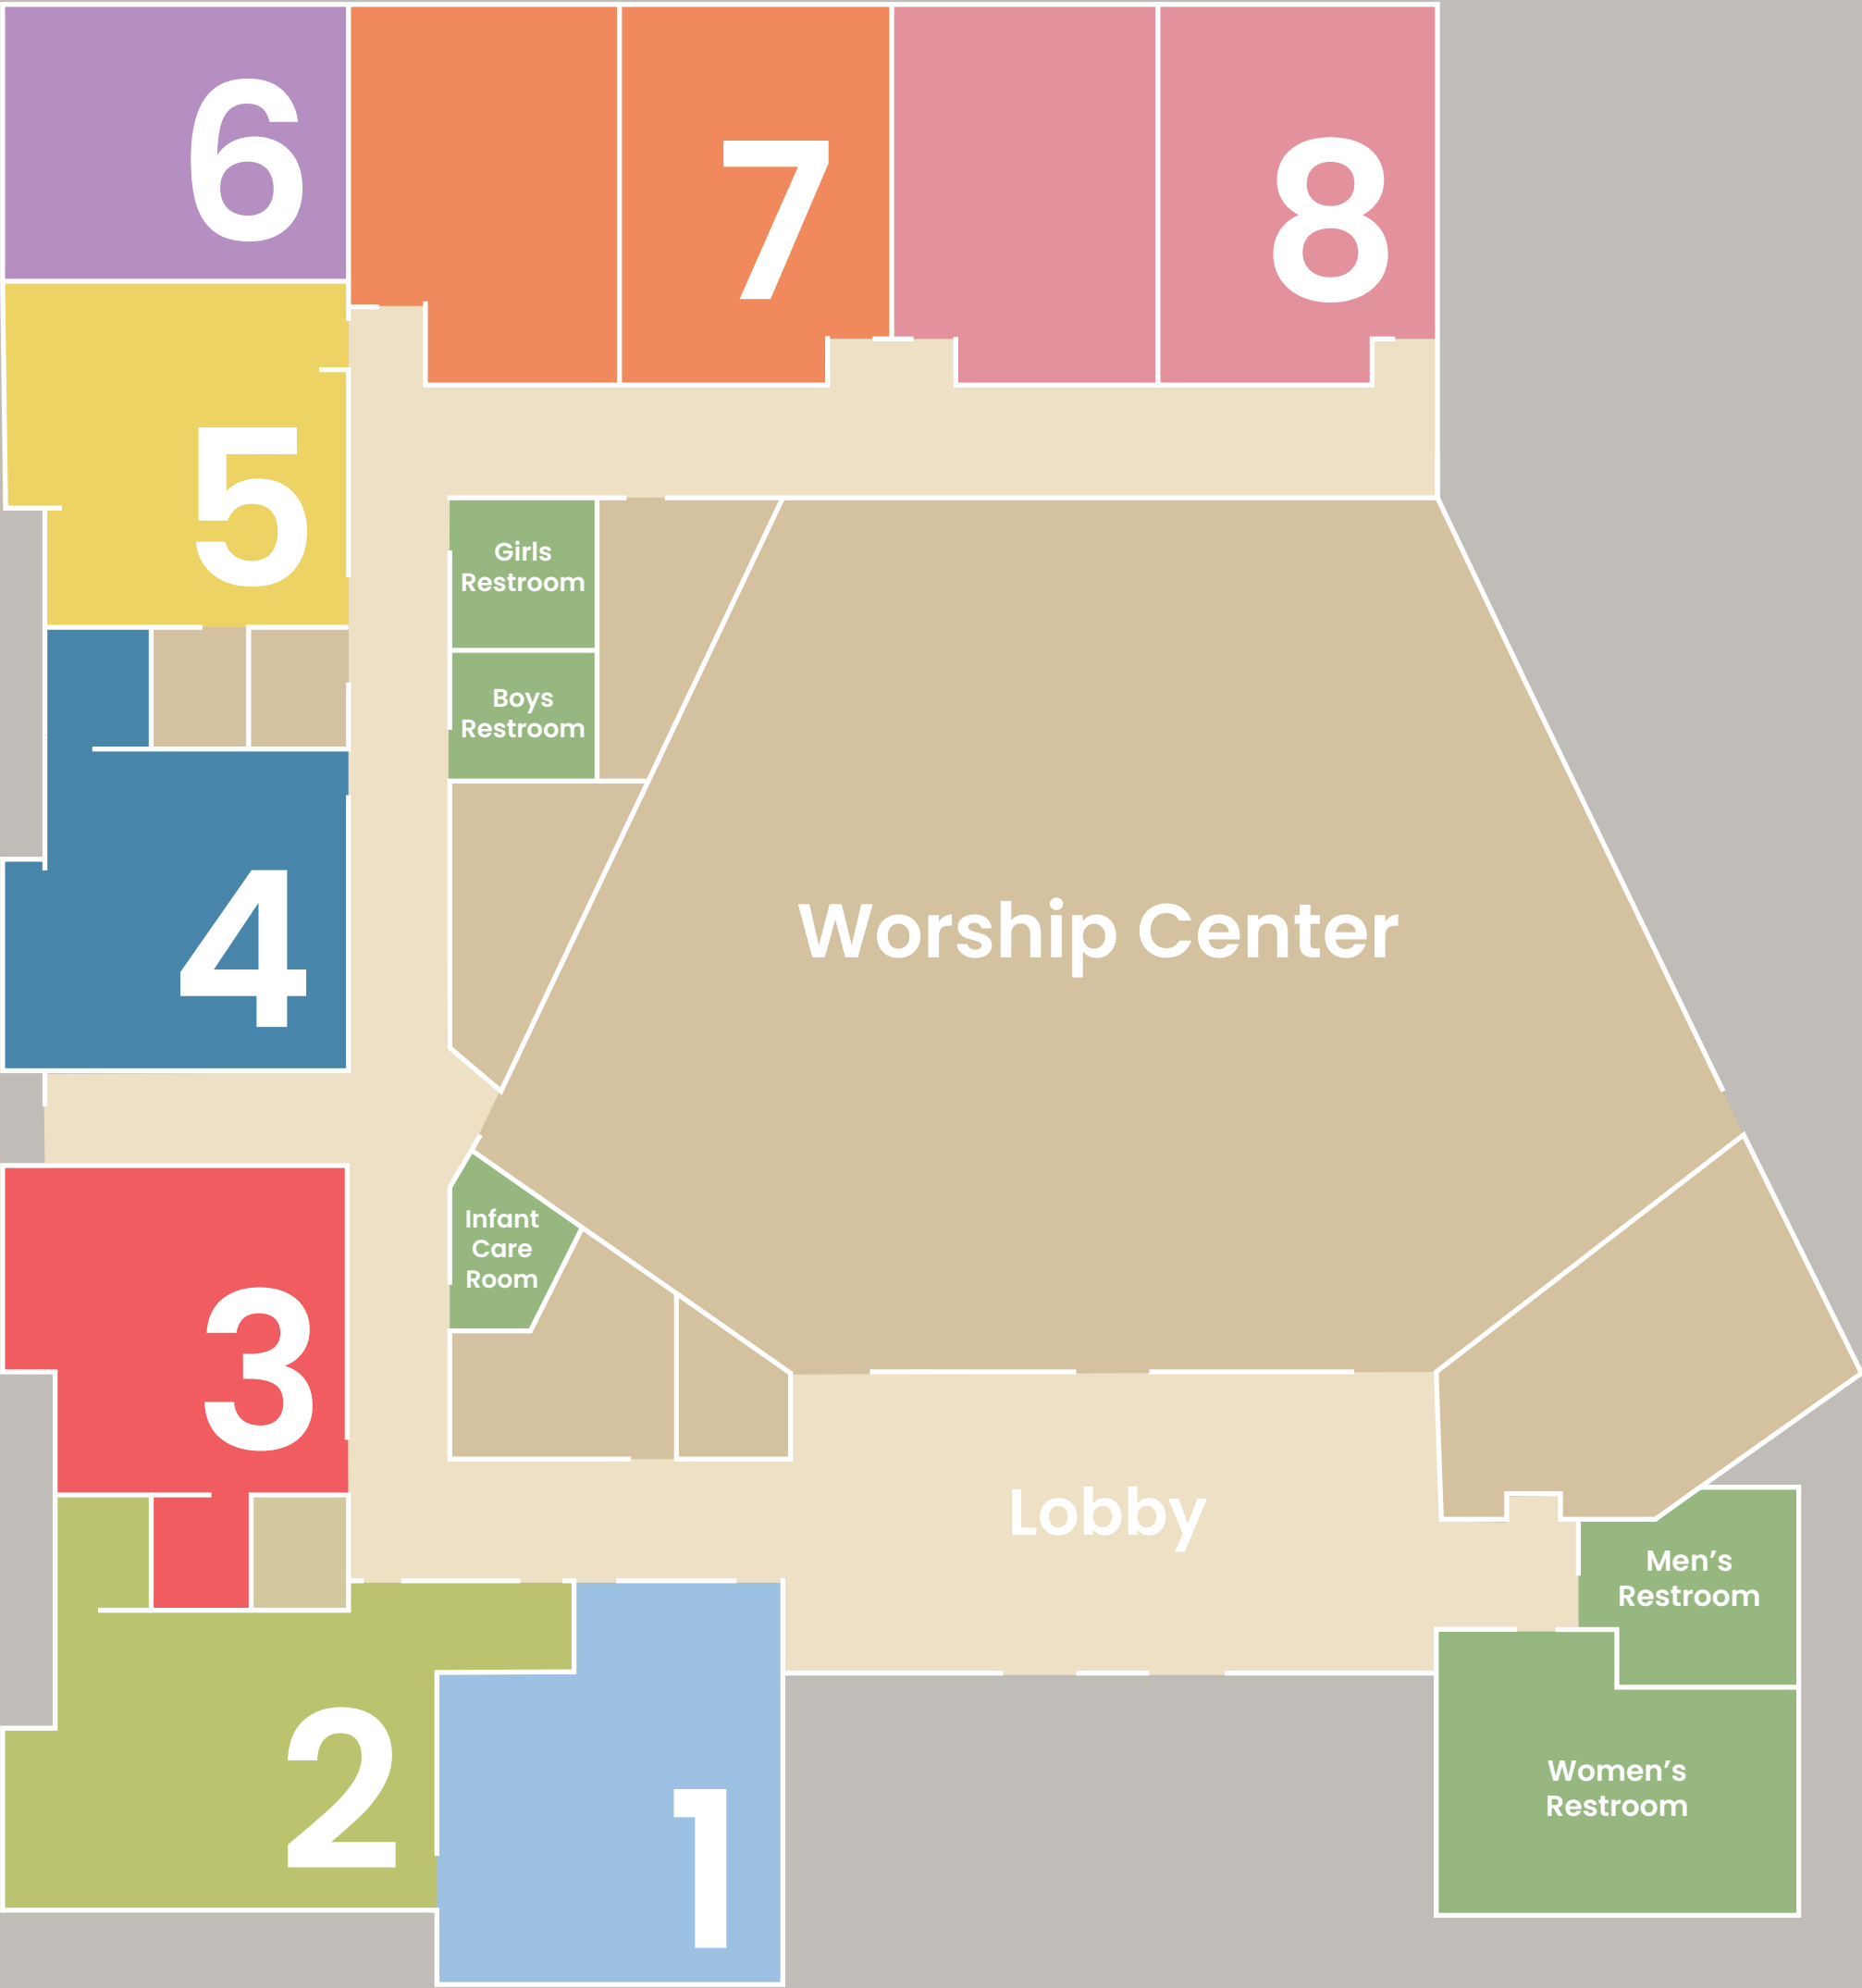 6
7
8
5
Girls
Restroom
Boys
Restroom
4
Worship Center
Infant
Care
Room
3
Lobby
Men’s
Restroom
2
1
Women’s
Restroom